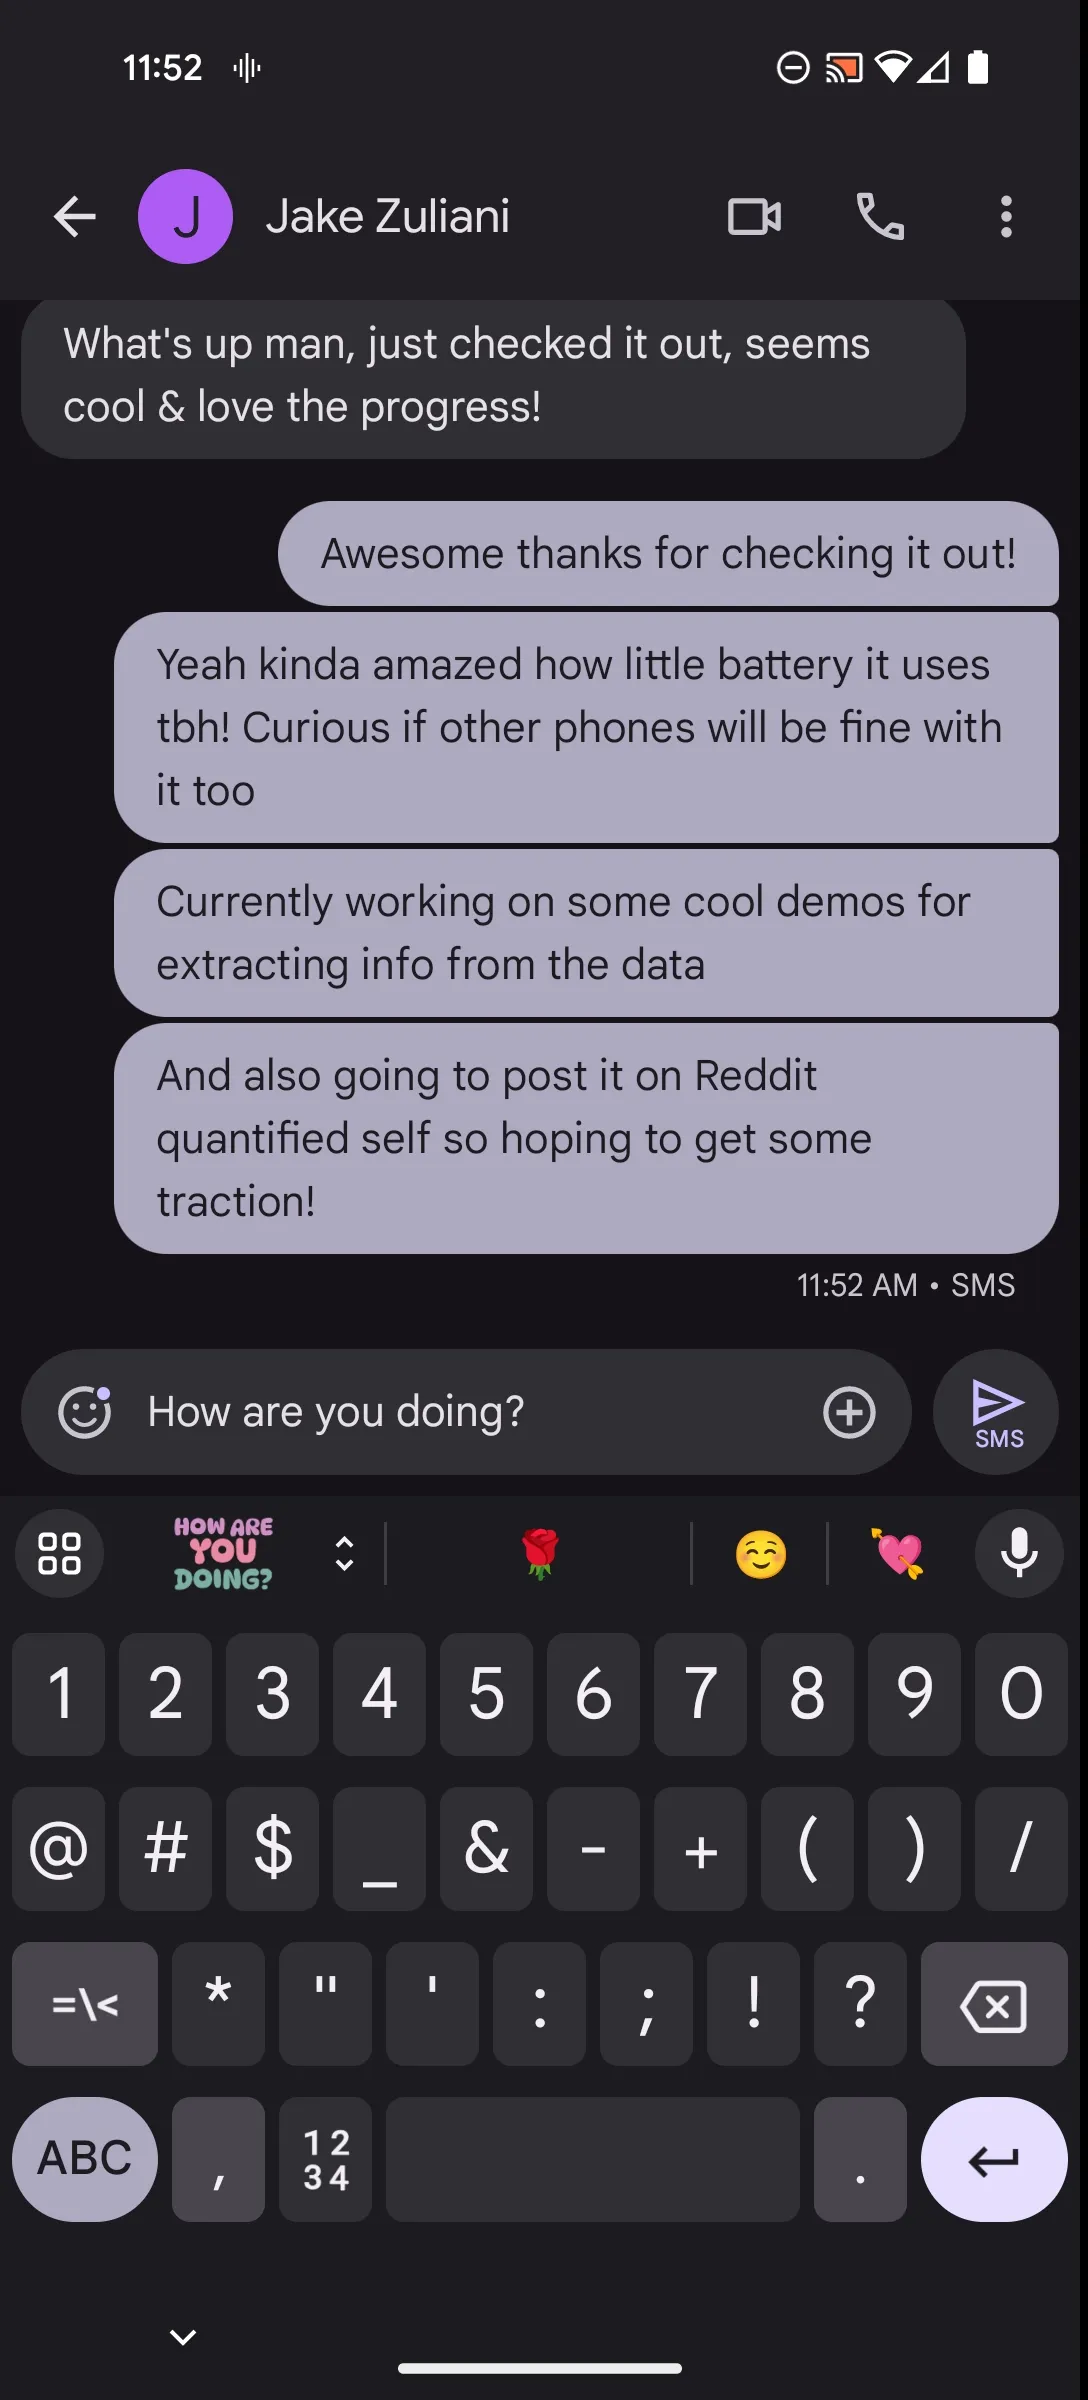 11:52
J Jake Zuliani
What's up man, just checked it out, seems
cool & love the progress!
Awesome thanks for checking it out!
Yeah kinda amazed how little battery it uses
tbh! Curious if other phones will be fine with
it too
Currently working on some cool demos for
extracting info from the data
And also going to post it on Reddit
quantified self so hoping to get some
traction!
11:52 AM • SMS
How are you doing?
SMS
HOW ARE
YOU
DOING?
1 2 3 4 5 6 7 8 9 0
@ # $ _ & - + ( ) /
=\< * " ' : ; ! ?
ABC , 1 2 .
3 4